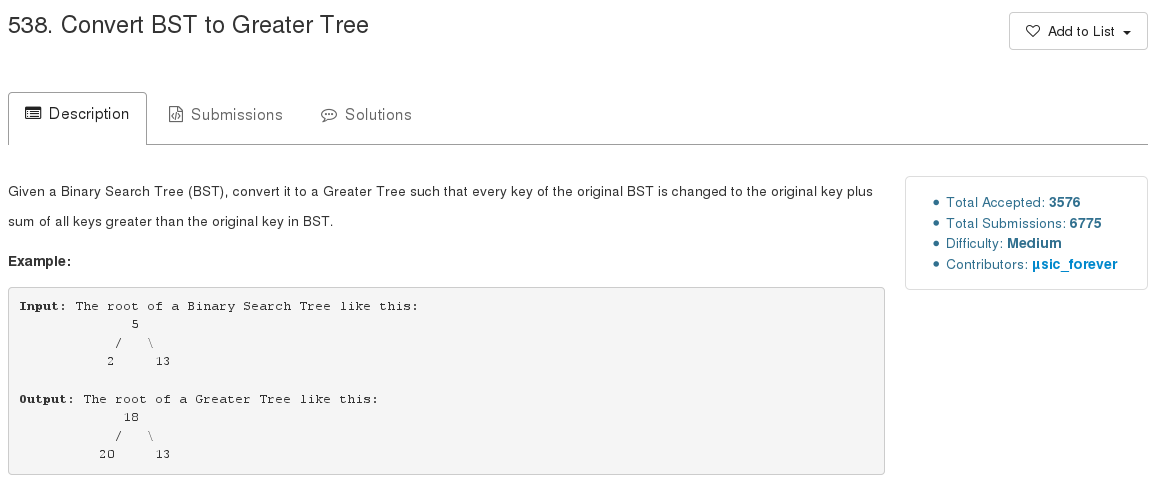 538. Convert BST to Greater Tree
Add to List
Description
Submissions
Solutions
Given a Binary Search Tree (BST), convert it to a Greater Tree such that every key of the original BST is changed to the original key plus
sum of all keys greater than the original key in BST.
Example:
Input: The root of a Binary Search Tree like this:
5
/ \
2 13
Output: The root of a Greater Tree like this:
18
/ \
20 13
Total Accepted: 3576
Total Submissions: 6775
Difficulty: Medium
Contributors: μsic_forever